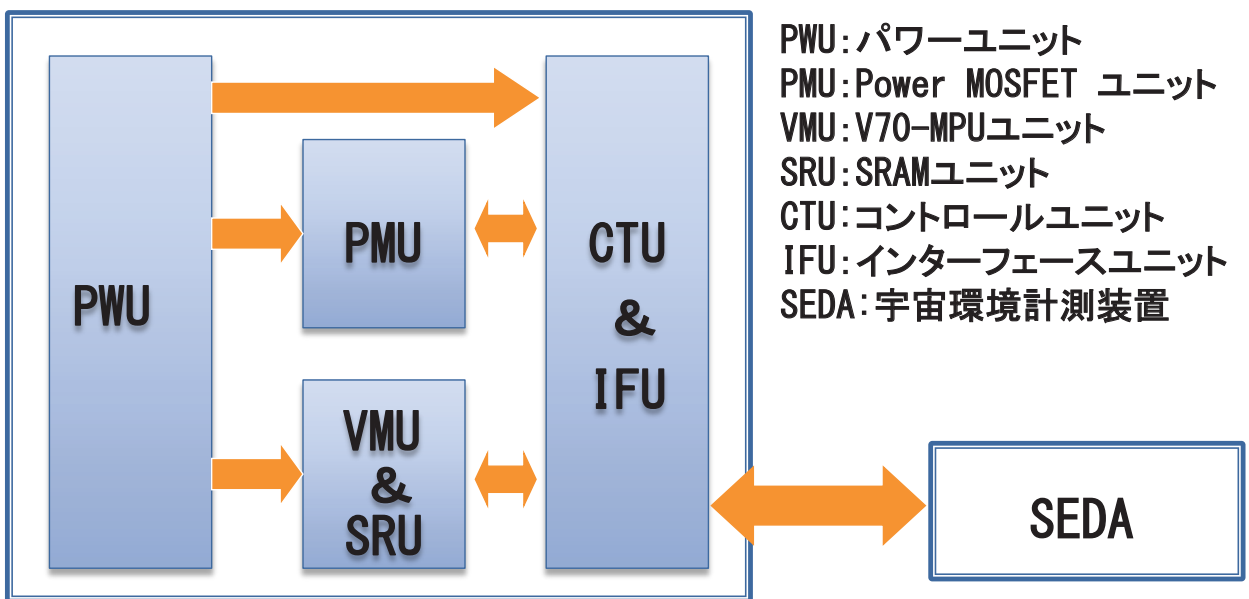 PWU
PMU
VMU
&
SRU
CTU
&
IFU
SEDA
PWU:パワーユニット
PMU:Power MOSFET ユニット
VMU:V70-MPUユニット
SRU:SRAMユニット
CTU:コントロールユニット
IFU:インターフェースユニット
SEDA:宇宙環境計測装置